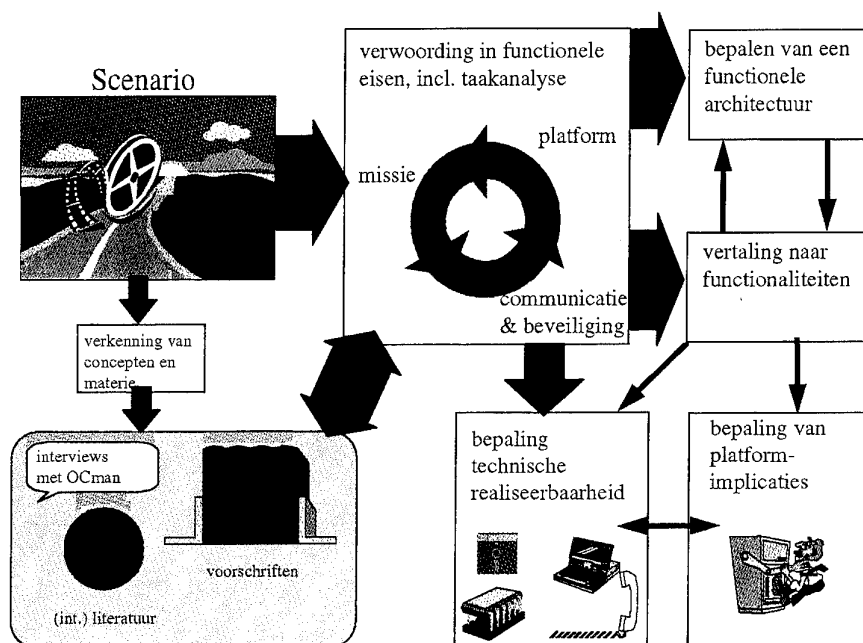 Scenario
verwoording in functionele
eisen, incl. taakanalyse
platform
missie
communicatie
& beveiliging
bepalen van een
functionele
architectuur
vertaling naar
functionaliteiten
verkenning van
concepten en
materie
interviews
met OCman
voorschriften
(int.) literatuur
bepaling
technische
realiseerbaarheid
bepaling van
platform-
implicaties